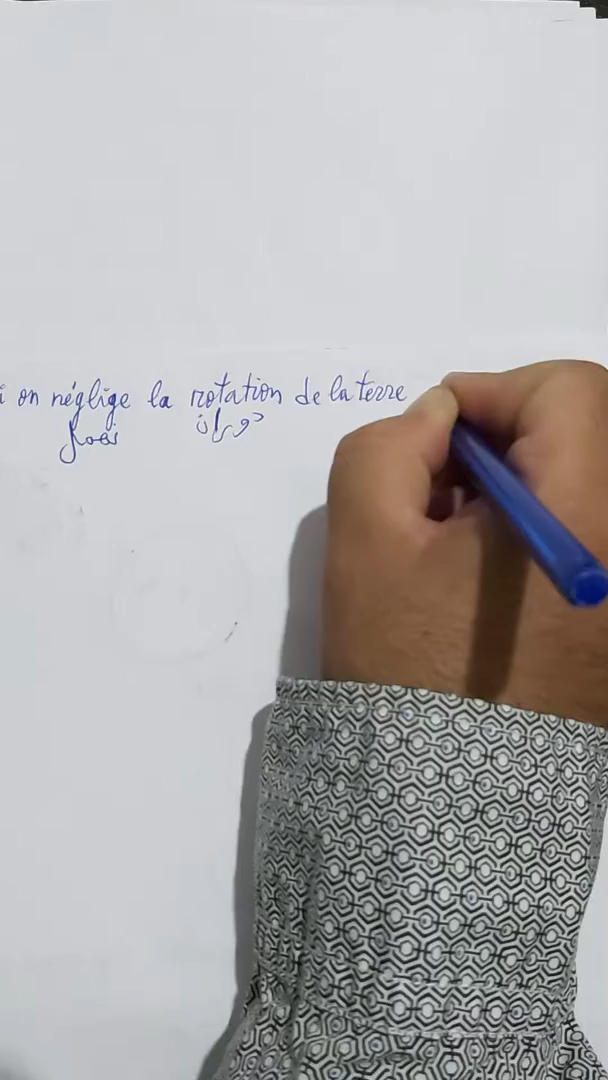 i on néglige la rotation de la terre
نهمل دوران